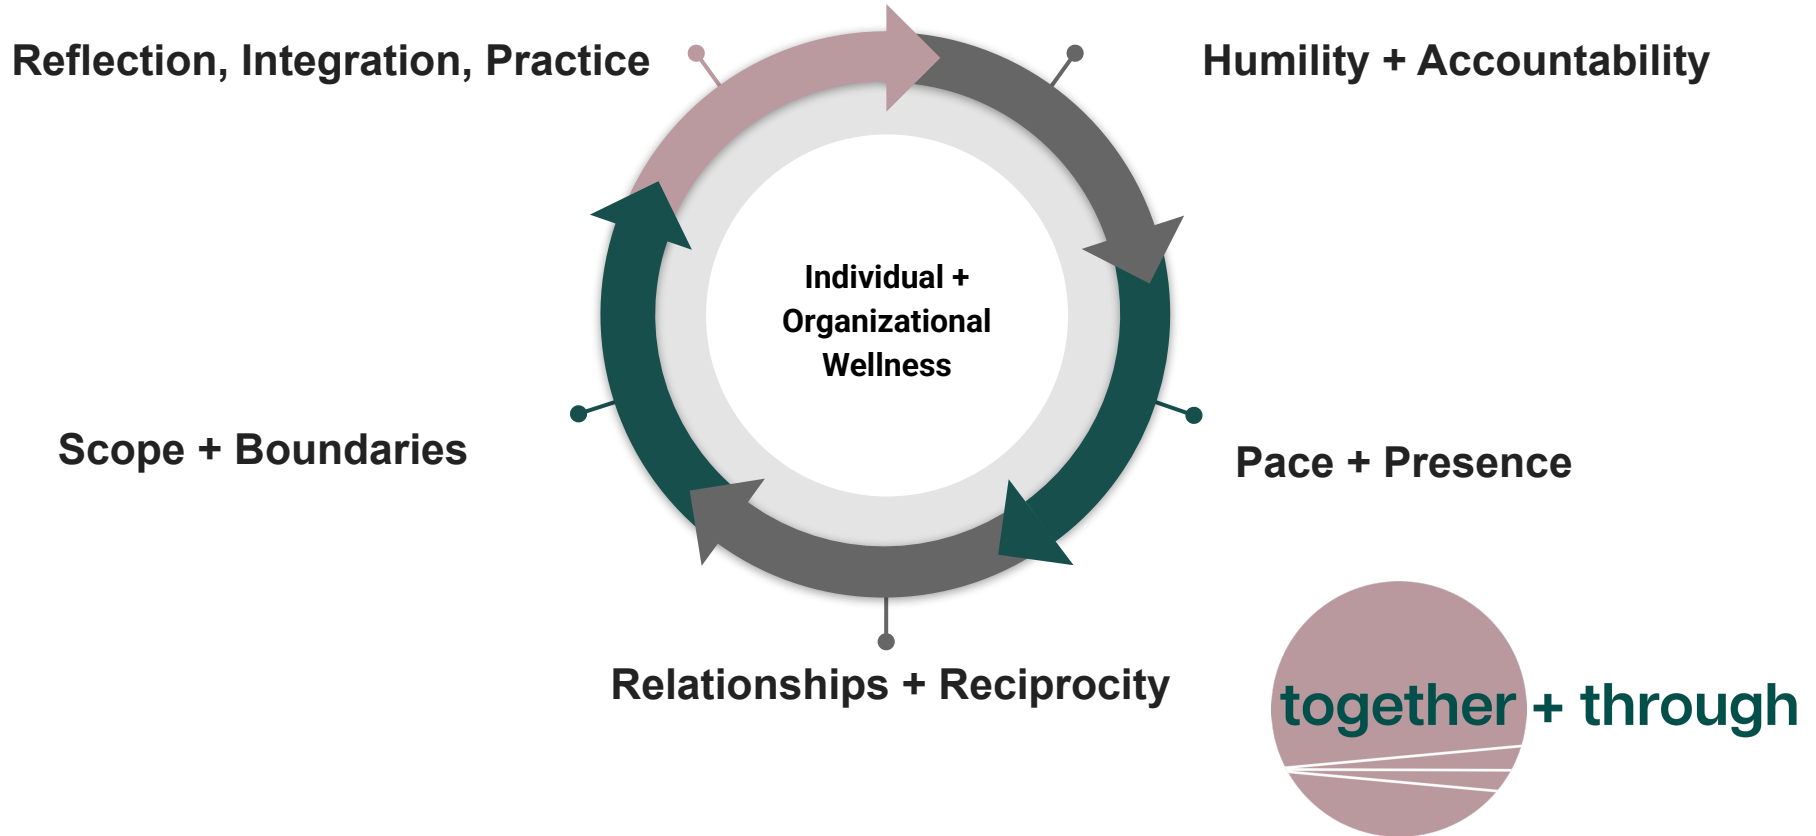 Reflection, Integration, Practice
Humility + Accountability
Individual +
Organizational
Wellness
Scope + Boundaries
Pace + Presence
Relationships + Reciprocity
together + through